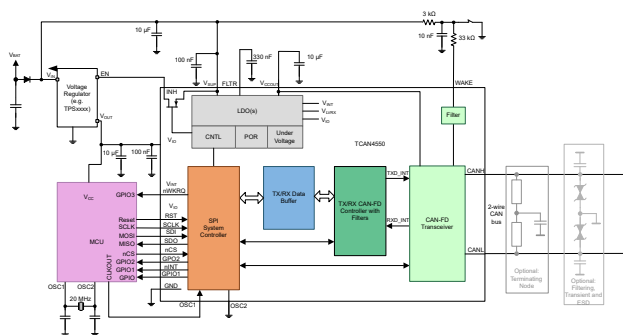 3 kΩ
10 µF
10 nF
33 kΩ
VBAT
100 nF
330 nF
10 µF
VIN
EN
Voltage
Regulator
(e.g.
TPSxxxx)
INH
VSUP
FLTR
VCCOUT
WAKE
VOUT
LDO(s)
VINT
VIO
Filter
VIO
CNTL
POR
Under
Voltage
TCAN4550
10 µF
100 nF
VCC
MCU
GPIO3
VINT
nWKRQ
VIO
Reset
RST
SCLK
SCLK
MOSI
SDI
MISO
SDO
nCS
nCS
GPIO2
GPO2
GPIO1
nINT
GPIO
GPIO1
GND
CLKOUT
OSC1
OSC2
20 MHz
OSC1
OSC2
SPI
System
Controller
TX/RX Data
Buffer
TX/RX CAN-FD
Controller with
Filters
TXD_INT
RXD_INT
CAN-FD
Transceiver
CANH
CANL
2-wire
CAN
bus
Optional:
Terminating
Node
Optional:
Filtering,
Transient and
ESD